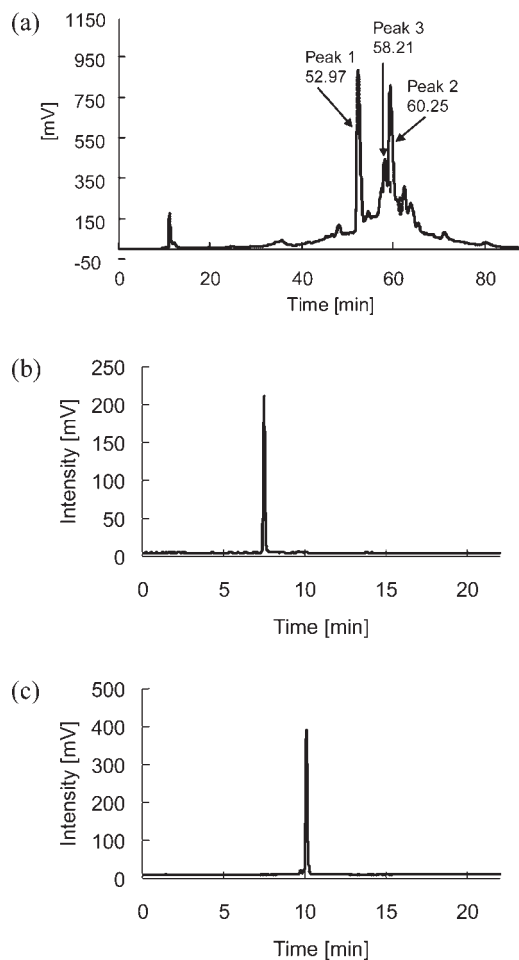 (a)
1150
950
750
550
350
150
-50
[mV]
Peak 1
52.97
Peak 3
58.21
Peak 2
60.25
0 20 40 60 80
Time [min]
(b)
250
200
150
100
50
0
Intensity [mV]
0 5 10 15 20
Time [min]
(c)
500
400
300
200
100
0
Intensity [mV]
0 5 10 15 20
Time [min]